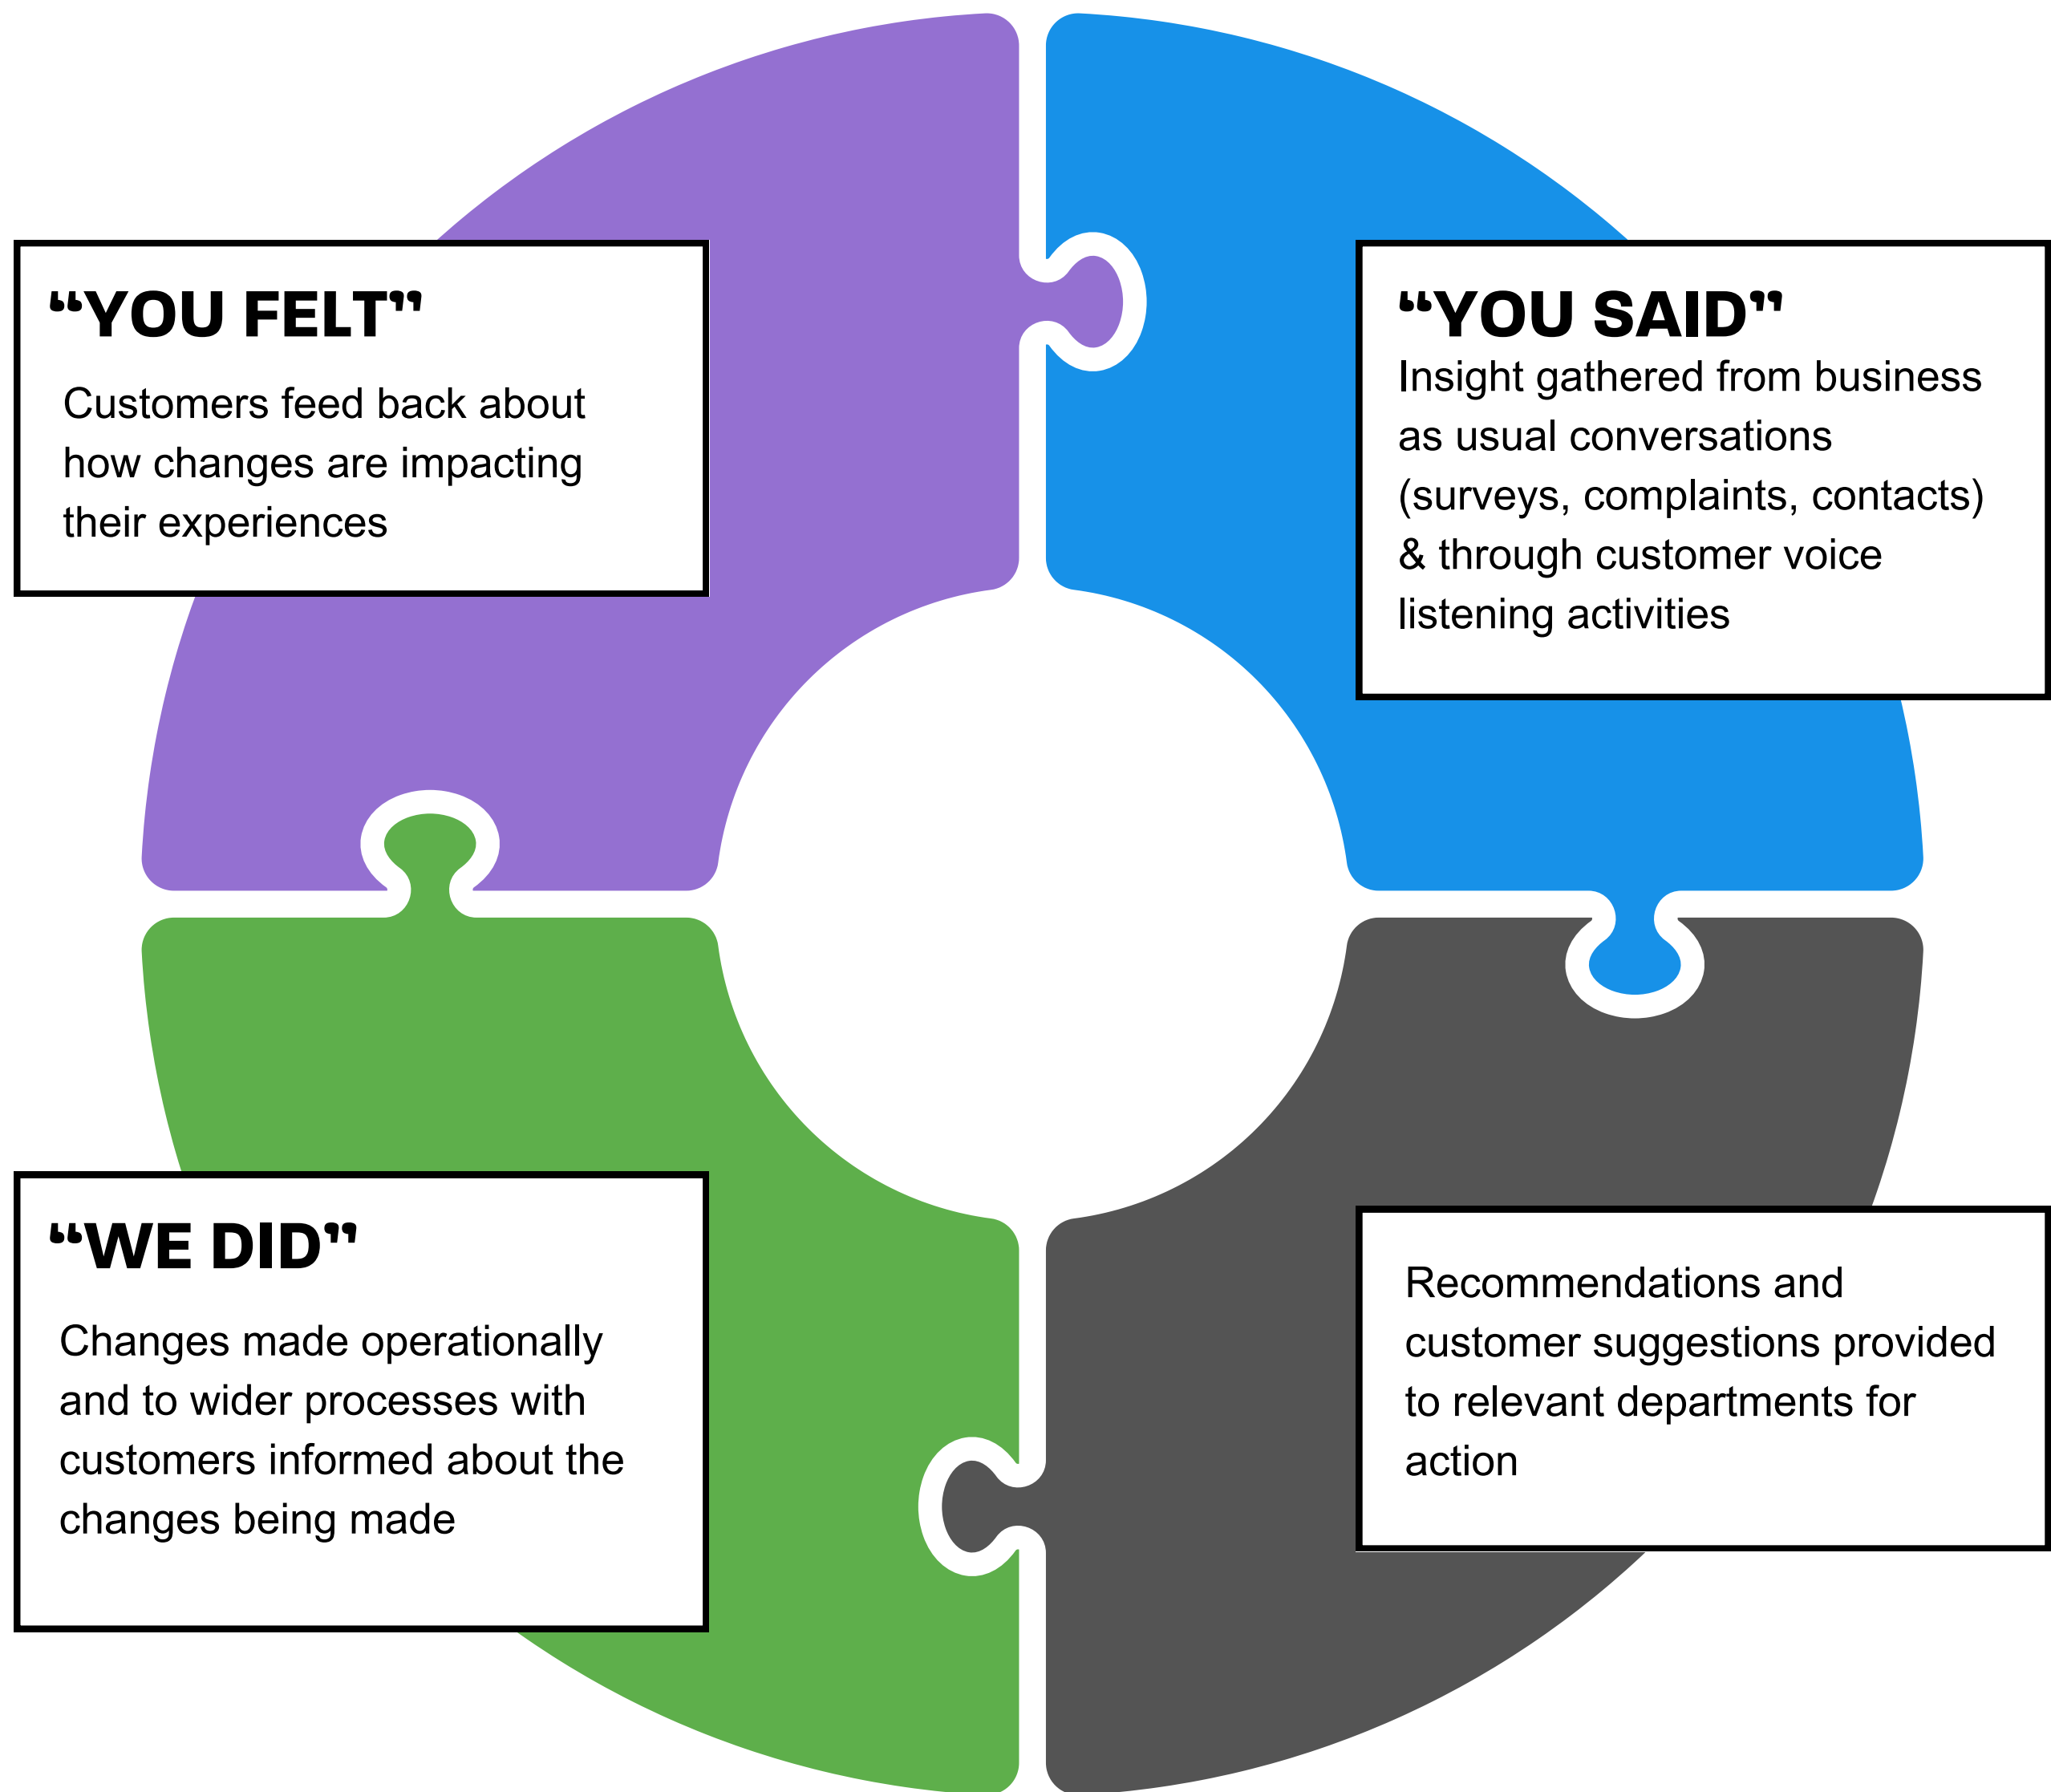 “YOU FELT”
Customers feed back about
how changes are impacting
their experiences
“YOU SAID”
Insight gathered from business
as usual conversations
(surveys, complaints, contacts)
& through customer voice
listening activities
“WE DID”
Changes made operationally
and to wider processes with
customers informed about the
changes being made
Recommendations and
customer suggestions provided
to relevant departments for
action